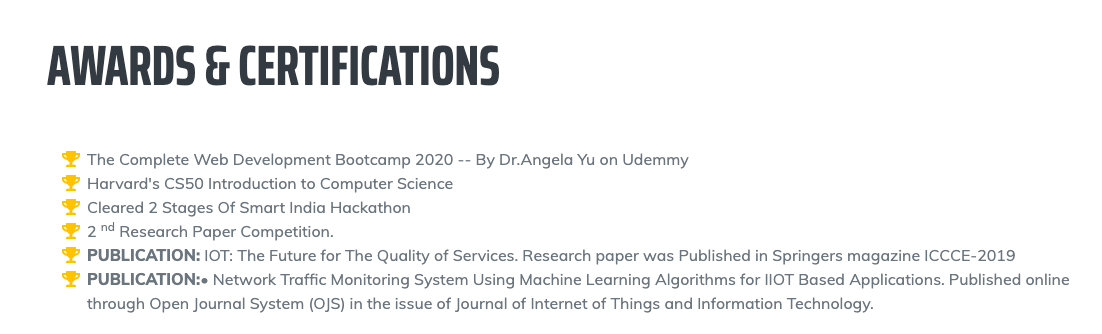 AWARDS & CERTIFICATIONS
The Complete Web Development Bootcamp 2020 -- By Dr.Angela Yu on Udemmy
Harvard's CS50 Introduction to Computer Science
Cleared 2 Stages Of Smart India Hackathon
2 nd Research Paper Competition.
PUBLICATION: IOT: The Future for The Quality of Services. Research paper was Published in Springers magazine ICCCE-2019
PUBLICATION:• Network Traffic Monitoring System Using Machine Learning Algorithms for IIOT Based Applications. Published online
through Open Journal System (OJS) in the issue of Journal of Internet of Things and Information Technology.